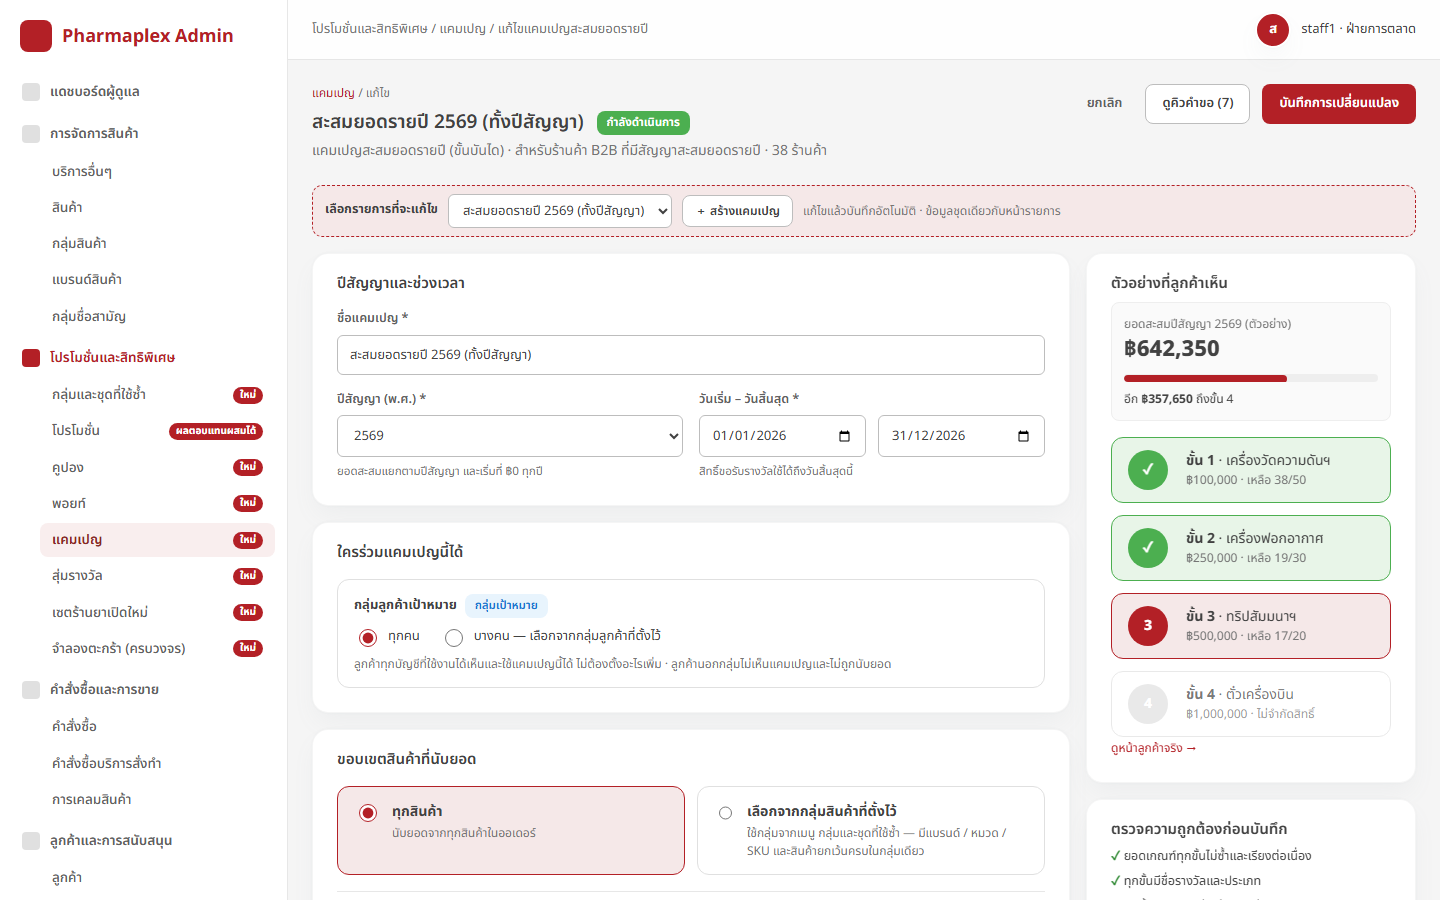 Pharmaplex Admin
แดชบอร์ดผู้ดูแล
การจัดการสินค้า
บริการอื่นๆ
สินค้า
กลุ่มสินค้า
แบรนด์สินค้า
กลุ่มชื่อสามัญ
โปรโมชั่นและสิทธิพิเศษ
กลุ่มและชุดที่ใช้ซ้ำ ใหม่
โปรโมชั่น ผลตอบแทนผสมได้
คูปอง ใหม่
พอยท์ ใหม่
แคมเปญ ใหม่
สุ่มรางวัล ใหม่
เซตร้านยาเปิดใหม่ ใหม่
จำลองตะกร้า (ครบวงจร) ใหม่
คำสั่งซื้อและการขาย
คำสั่งซื้อ
คำสั่งซื้อบริการสั่งทำ
การเคลมสินค้า
ลูกค้าและการสนับสนุน
ลูกค้า
โปรโมชั่นและสิทธิพิเศษ / แคมเปญ / แก้ไขแคมเปญสะสมยอดรายปี
ส staff1 · ฝ่ายการตลาด
แคมเปญ / แก้ไข
สะสมยอดรายปี 2569 (ทั้งปีสัญญา) กำลังดำเนินการ
แคมเปญสะสมยอดรายปี (ขั้นบันได) · สำหรับร้านค้า B2B ที่มีสัญญาสะสมยอดรายปี · 38 ร้านค้า
ยกเลิก ดูคิวคำขอ (7) บันทึกการเปลี่ยนแปลง
เลือกรายการที่จะแก้ไข สะสมยอดรายปี 2569 (ทั้งปีสัญญา) + สร้างแคมเปญ แก้ไขแล้วบันทึกอัตโนมัติ · ข้อมูลชุดเดียวกับหน้ารายการ
ปีสัญญาและช่วงเวลา
ชื่อแคมเปญ *
สะสมยอดรายปี 2569 (ทั้งปีสัญญา)
ปีสัญญา (พ.ศ.) * วันเริ่ม – วันสิ้นสุด *
2569 01/01/2026 31/12/2026
ยอดสะสมแยกตามปีสัญญา และเริ่มที่ ฿0 ทุกปี สิทธิ์ขอรับรางวัลใช้ได้ถึงวันสิ้นสุดนี้
ใครร่วมแคมเปญนี้ได้
กลุ่มลูกค้าเป้าหมาย กลุ่มเป้าหมาย
ทุกคน บางคน — เลือกจากกลุ่มลูกค้าที่ตั้งไว้
ลูกค้าทุกบัญชีที่ใช้งานได้เห็นและใช้แคมเปญนี้ได้ ไม่ต้องตั้งอะไรเพิ่ม · ลูกค้านอกกลุ่มไม่เห็นแคมเปญและไม่ถูกนับยอด
ขอบเขตสินค้าที่นับยอด
ทุกสินค้า
นับยอดจากทุกสินค้าในออเดอร์
เลือกจากกลุ่มสินค้าที่ตั้งไว้
ใช้กลุ่มจากเมนู กลุ่มและชุดที่ใช้ซ้ำ — มีแบรนด์ / หมวด /
SKU และสินค้ายกเว้นครบในกลุ่มเดียว
ตัวอย่างที่ลูกค้าเห็น
ยอดสะสมปีสัญญา 2569 (ตัวอย่าง)
฿642,350
อีก ฿357,650 ถึงขั้น 4
✓ ขั้น 1 · เครื่องวัดความดันฯ
฿100,000 · เหลือ 38/50
✓ ขั้น 2 · เครื่องฟอกอากาศ
฿250,000 · เหลือ 19/30
3 ขั้น 3 · ทริปสัมมนาฯ
฿500,000 · เหลือ 17/20
4 ขั้น 4 · ตั๋วเครื่องบิน
฿1,000,000 · ไม่จำกัดสิทธิ์
ดูหน้าลูกค้าจริง →
ตรวจความถูกต้องก่อนบันทึก
✓ ยอดเกณฑ์ทุกขั้นไม่ซ้ำและเรียงต่อเนื่อง
✓ ทุกขั้นมีชื่อรางวัลและประเภท